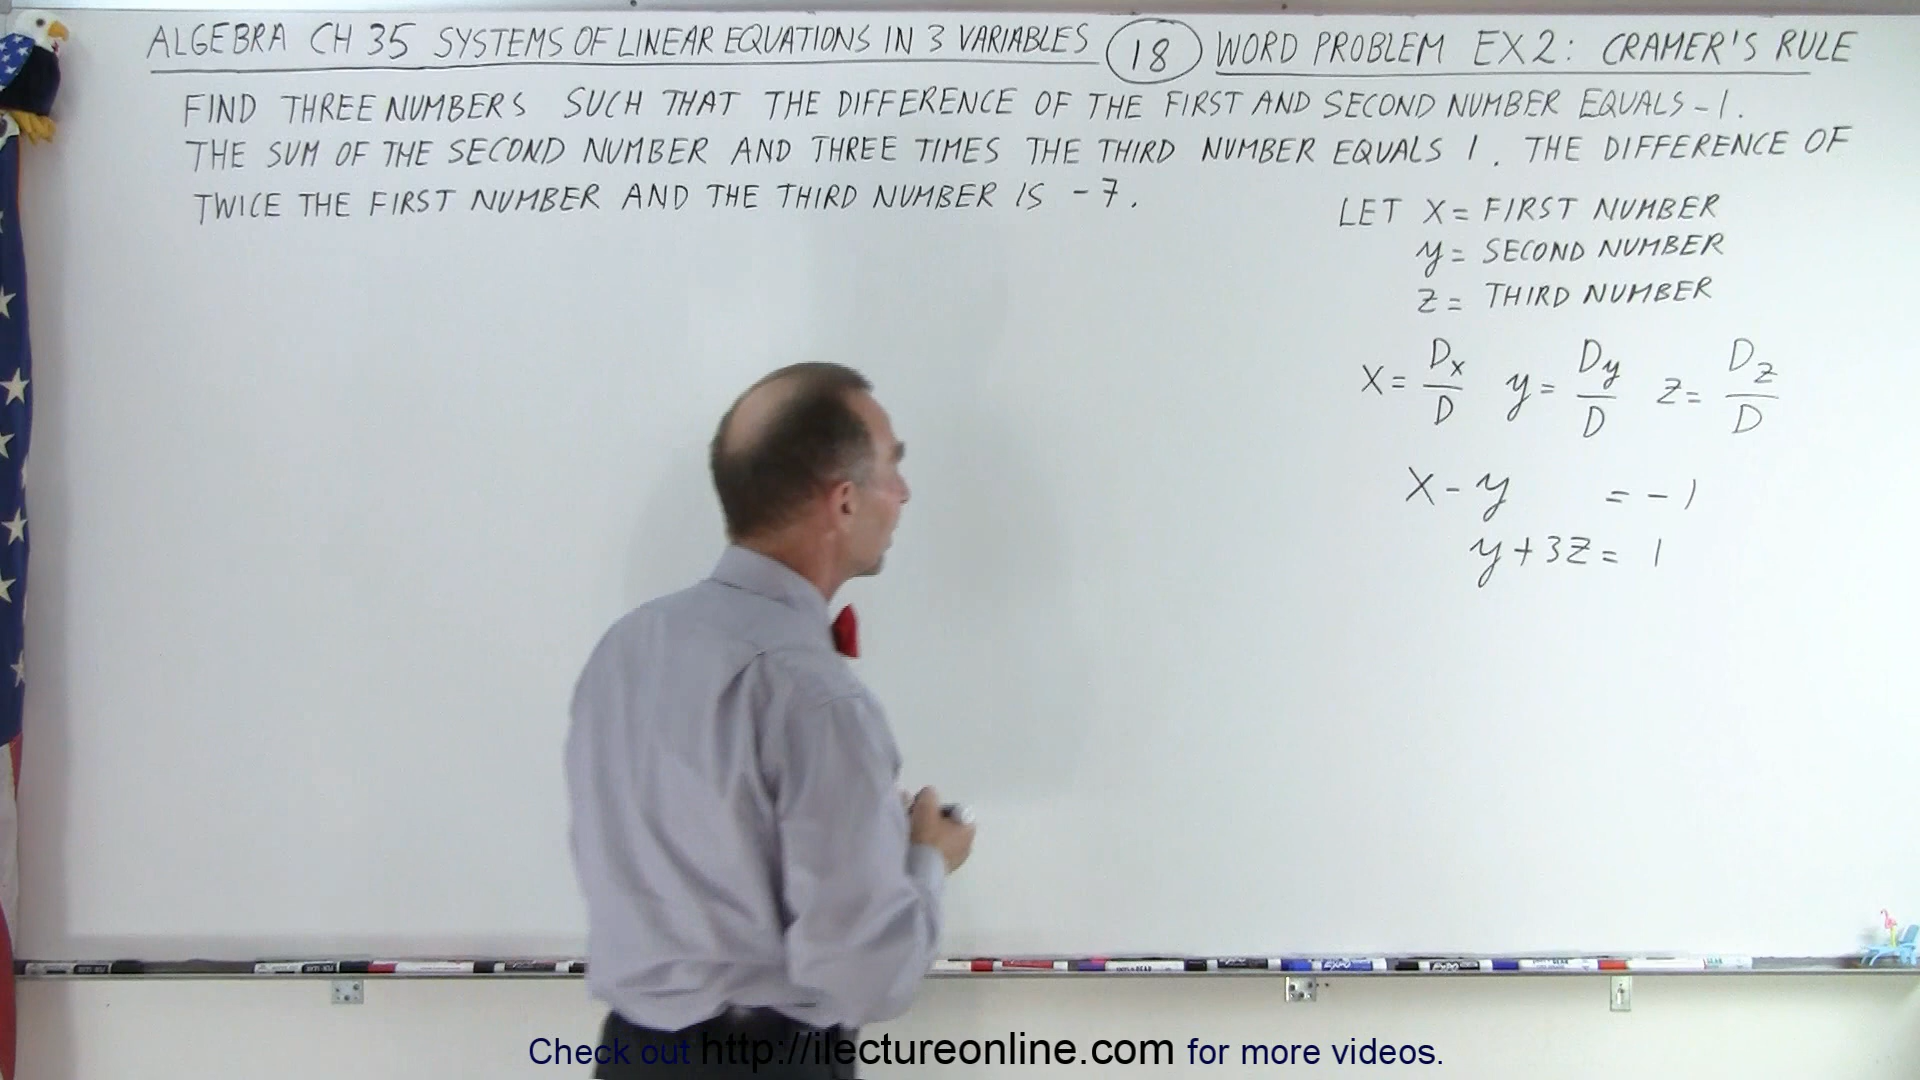 ALGEBRA CH 35 SYSTEMS OF LINEAR EQUATIONS IN 3 VARIABLES 18 WORD PROBLEM EX 2: CRAMER'S RULE
FIND THREE NUMBERS SUCH THAT THE DIFFERENCE OF THE FIRST AND SECOND NUMBER EQUALS -1.
THE SUM OF THE SECOND NUMBER AND THREE TIMES THE THIRD NUMBER EQUALS 1. THE DIFFERENCE OF
TWICE THE FIRST NUMBER AND THE THIRD NUMBER IS -7.
LET X = FIRST NUMBER
y = SECOND NUMBER
z = THIRD NUMBER
X = Dx/D y = Dy/D z = Dz/D
X - y = -1
y + 3z = 1
Check out http://ilectureonline.com for more videos.